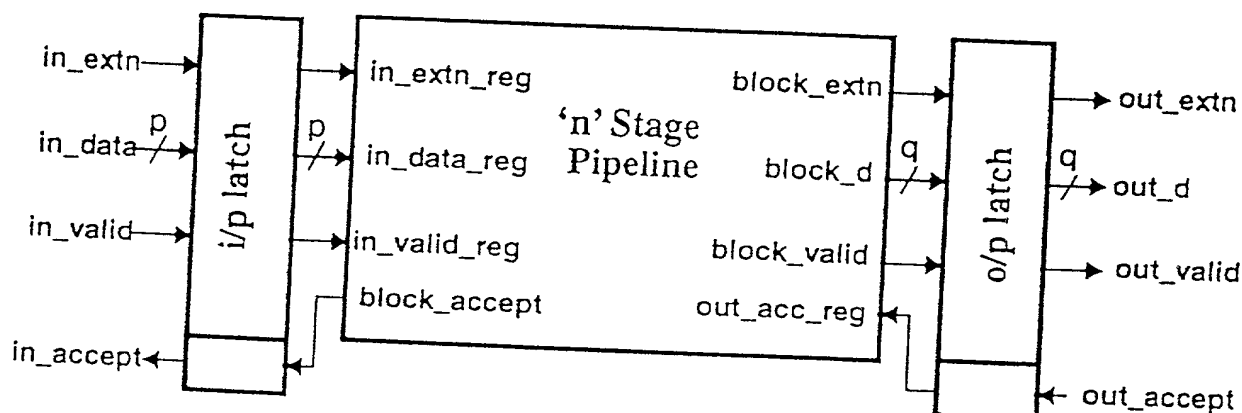 in_extn
in_data
in_valid
in_accept
p
i/p latch
p
in_extn_reg
in_data_reg
in_valid_reg
block_accept
'n' Stage
Pipeline
block_extn
block_d
block_valid
out_acc_reg
q
o/p latch
q
out_extn
out_d
out_valid
out_accept